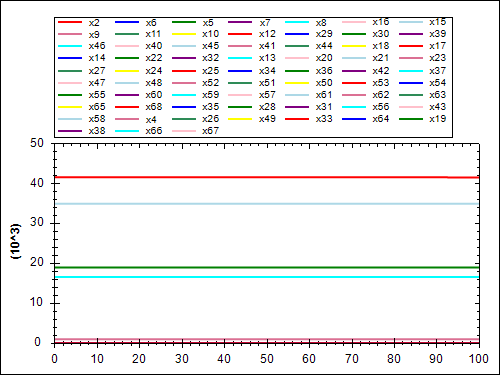 x2 x6 x5 x7 x8 x16 x15
x9 x11 x10 x12 x29 x30 x39
x46 x40 x45 x41 x44 x18 x17
x14 x22 x32 x13 x20 x21 x23
x27 x24 x25 x34 x36 x42 x37
x47 x48 x52 x51 x50 x53 x54
x55 x60 x59 x57 x61 x62 x63
x65 x68 x35 x28 x31 x56 x43
x58 x4 x26 x49 x33 x64 x19
x38 x66 x67
50
40
30
20
10
0
(10^3)
0 10 20 30 40 50 60 70 80 90 100